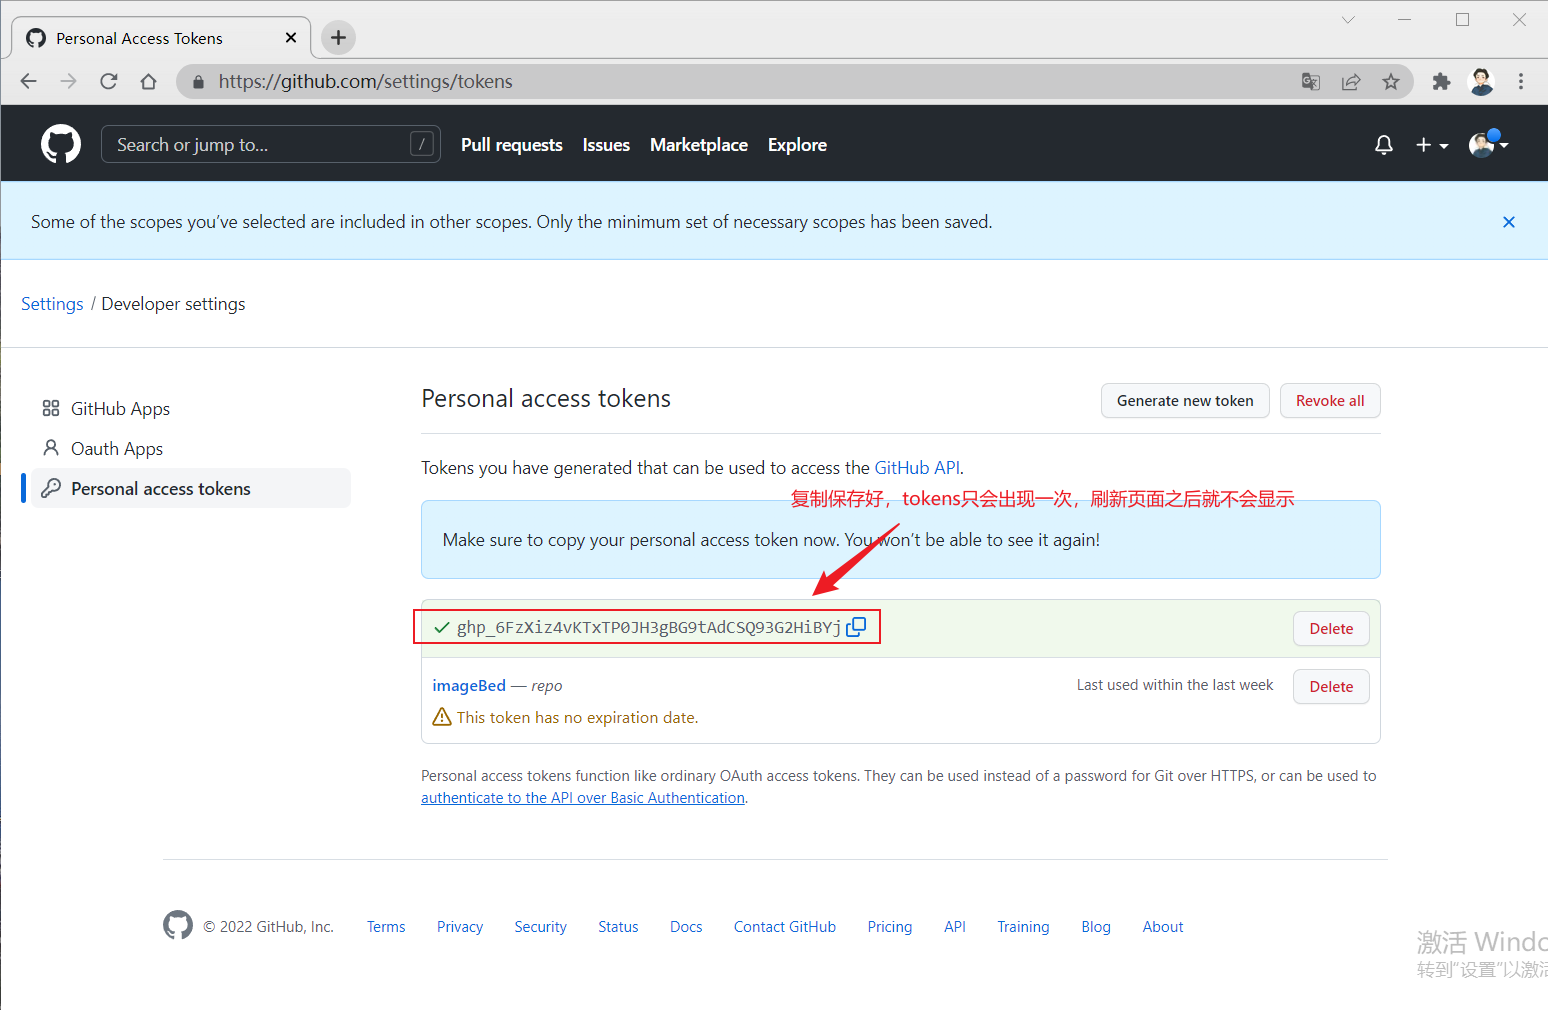 Personal Access Tokens
https://github.com/settings/tokens
Search or jump to... /
Pull requests Issues Marketplace Explore
Some of the scopes you've selected are included in other scopes. Only the minimum set of necessary scopes has been saved.
Settings / Developer settings
GitHub Apps
Oauth Apps
Personal access tokens
Personal access tokens
Generate new token
Revoke all
Tokens you have generated that can be used to access the GitHub API.
复制保存好，tokens只会出现一次，刷新页面之后就不会显示
Make sure to copy your personal access token now. You won't be able to see it again!
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
Delete
imageBed — repo
Last used within the last week
Delete
This token has no expiration date.
Personal access tokens function like ordinary OAuth access tokens. They can be used instead of a password for Git over HTTPS, or can be used to
authenticate to the API over Basic Authentication.
© 2022 GitHub, Inc. Terms Privacy Security Status Docs Contact GitHub Pricing API Training Blog About
激活 Windo
转到“设置”以激活